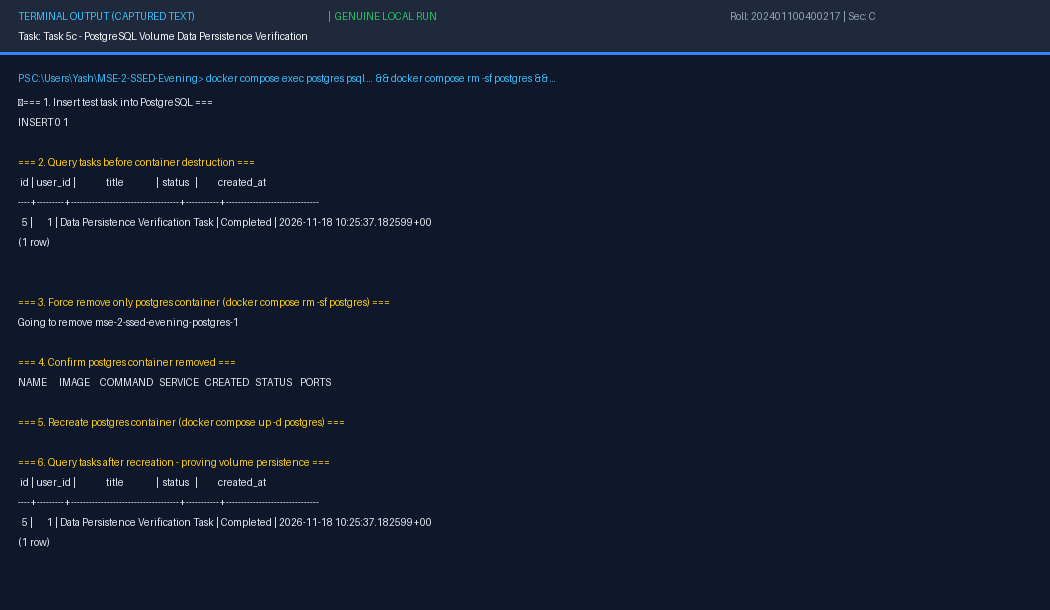 TERMINAL OUTPUT (CAPTURED TEXT) | GENUINE LOCAL RUN Roll: 202401100400217 | Sec: C
Task: Task 5c - PostgreSQL Volume Data Persistence Verification
PS C:\Users\Yash\MSE-2-SSED-Evening> docker compose exec postgres psql ... && docker compose rm -sf postgres && ...
=== 1. Insert test task into PostgreSQL ===
INSERT 0 1
=== 2. Query tasks before container destruction ===
id | user_id | title | status | created_at
----+---------+------------------------------------+-----------+-------------------------------
5 | 1 | Data Persistence Verification Task | Completed | 2026-11-18 10:25:37.182599+00
(1 row)
=== 3. Force remove only postgres container (docker compose rm -sf postgres) ===
Going to remove mse-2-ssed-evening-postgres-1
=== 4. Confirm postgres container removed ===
NAME IMAGE COMMAND SERVICE CREATED STATUS PORTS
=== 5. Recreate postgres container (docker compose up -d postgres) ===
=== 6. Query tasks after recreation - proving volume persistence ===
id | user_id | title | status | created_at
----+---------+------------------------------------+-----------+-------------------------------
5 | 1 | Data Persistence Verification Task | Completed | 2026-11-18 10:25:37.182599+00
(1 row)